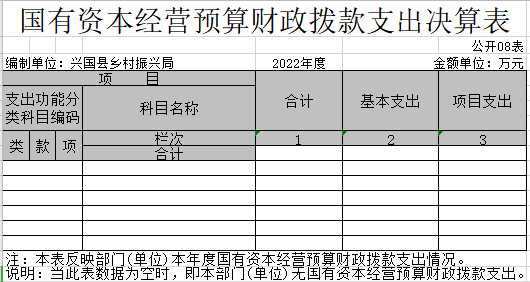 国有资本经营预算财政拨款支出决算表
公开08表
编制单位：兴国县乡村振兴局 2022年度 金额单位：万元
项 目
支出功能分类科目编码 科目名称 合计 基本支出 项目支出
类 款 项 栏次 1 2 3
合计
注：本表反映部门(单位)本年度国有资本经营预算财政拨款支出情况。
说明：当此表数据为空时，即本部门(单位)无国有资本经营预算财政拨款支出。